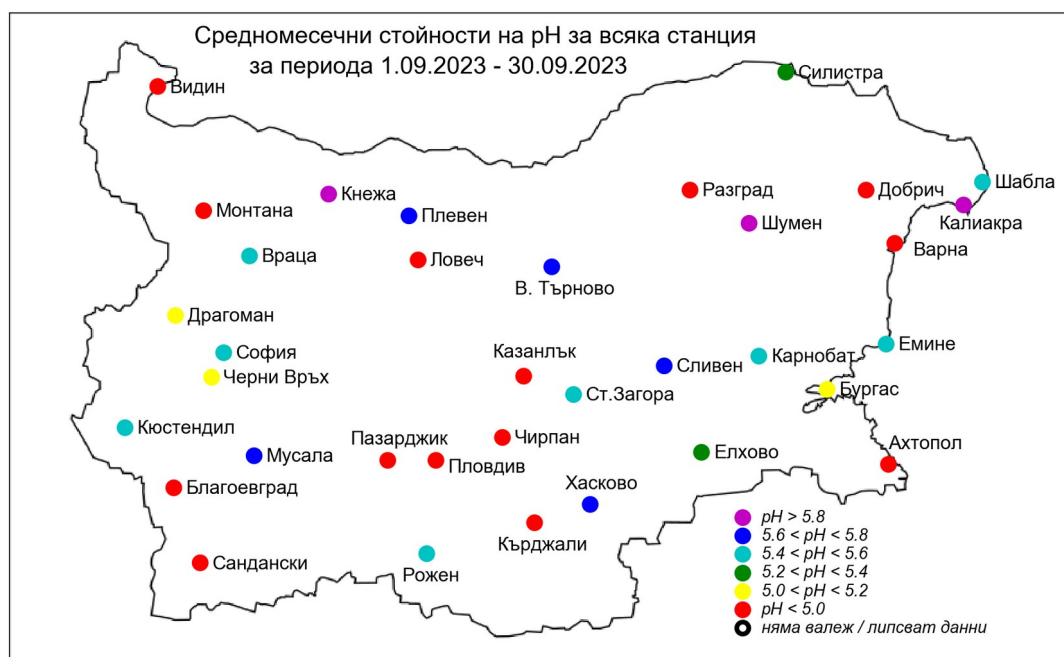 Средномесечни стойности на pH за всяка станция
за периода 1.09.2023 - 30.09.2023
Видин
Силистра
Шабла
Кнежа
Разград
Добрич
Монтана
Плевен
Шумен
Калиакра
Варна
Враца
Ловеч
В. Търново
Драгоман
София
Емине
Карнобат
Казанлък
Сливен
Черни Връх
Ст.Загора
Бургас
Кюстендил
Чирпан
Пазарджик
Ахтопол
Мусала
Пловдив
Елхово
Благоевград
Хасково
Кърджали
Сандански
Рожен
pH > 5.8
5.6 < pH < 5.8
5.4 < pH < 5.6
5.2 < pH < 5.4
5.0 < pH < 5.2
pH < 5.0
няма валеж / липсват данни